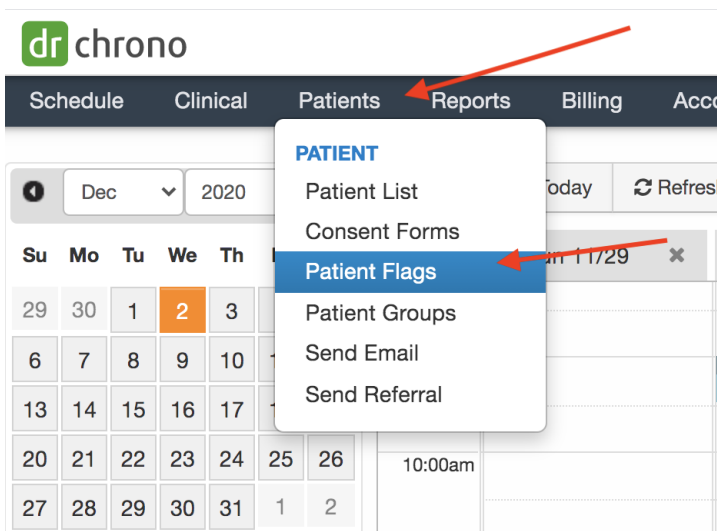 dr chrono
Schedule Clinical Patients Reports Billing
PATIENT
Patient List
Consent Forms
Patient Flags
Patient Groups
Send Email
Send Referral
Dec 2020
Su Mo Tu We Th
29 30 1 2 3
6 7 8 9 10
13 14 15 16 17
20 21 22 23 24 25 26
27 28 29 30 31 1 2
Today Refresh
11/29
10:00am